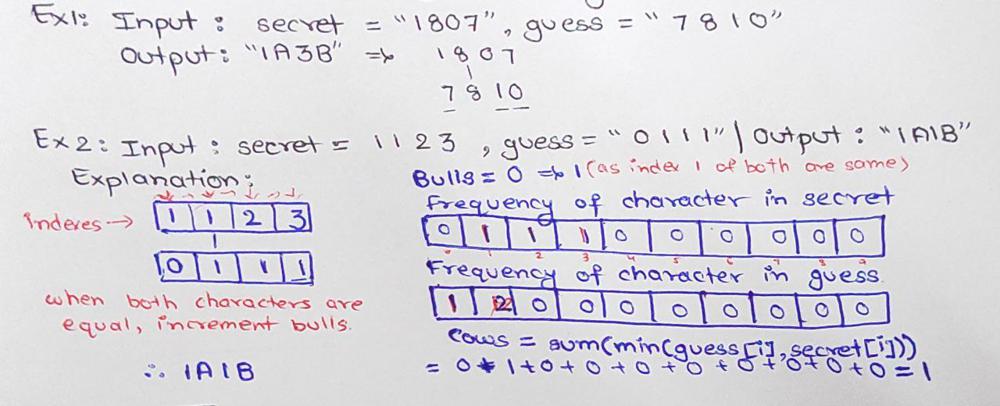 Ex1: Input : secret = "1807", guess = "7810"
Output: "1A3B" => 1807
7810
Ex2: Input : secret = 1123, guess = "0111" | Output : "1A1B"
Explanation:
Indexes →
1 1 2 3
0 1 1 1
when both characters are
equal, increment bulls.
∴ 1A1B
Bulls = 0 => 1 (as index 1 of both are same)
Frequency of character in secret
0 1 1 1 0 0 0 0 0 0
0 1 2 3 4 5 6 7 8 9
Frequency of character in guess.
1 2 0 0 0 0 0 0 0 0
Cows = sum(min(guess[i], secret[i]))
= 0 + 1 + 0 + 0 + 0 + 0 + 0 + 0 + 0 + 0 = 1